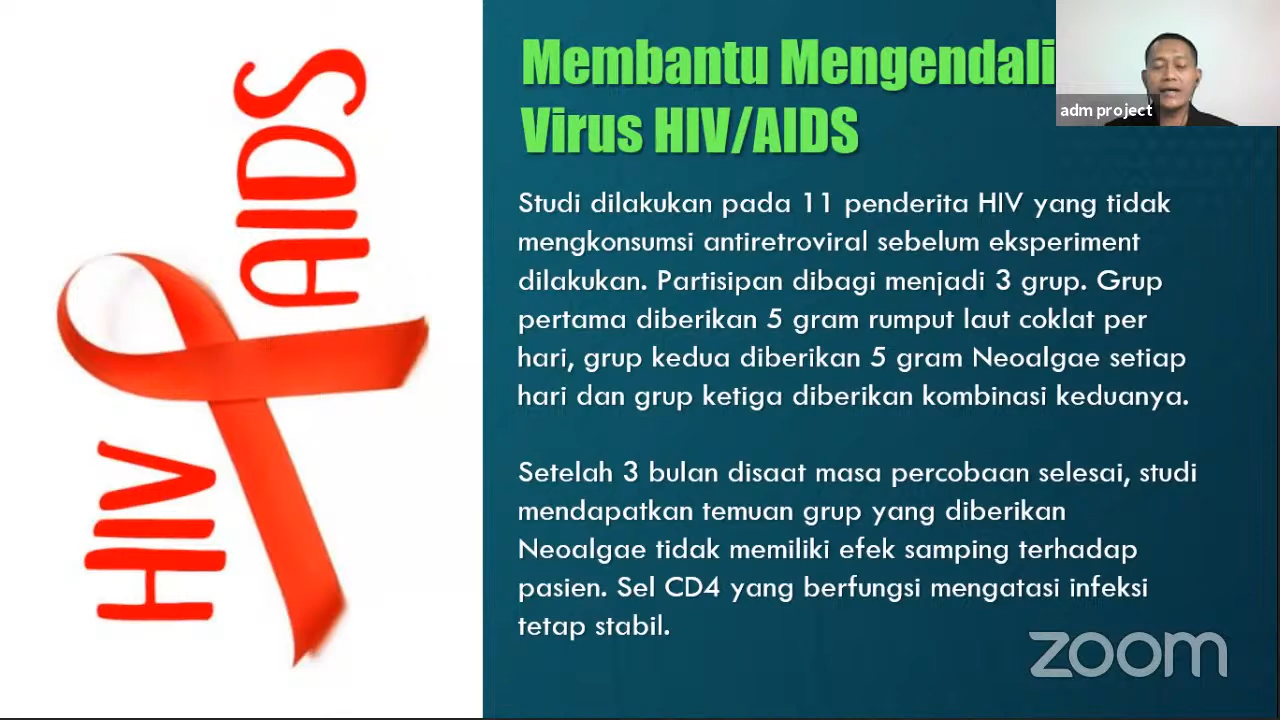 HIV AIDS
Membantu Mengendali
Virus HIV/AIDS
adm project
Studi dilakukan pada 11 penderita HIV yang tidak
mengkonsumsi antiretroviral sebelum eksperiment
dilakukan. Partisipan dibagi menjadi 3 grup. Grup
pertama diberikan 5 gram rumput laut coklat per
hari, grup kedua diberikan 5 gram Neoalgae setiap
hari dan grup ketiga diberikan kombinasi keduanya.
Setelah 3 bulan disaat masa percobaan selesai, studi
mendapatkan temuan grup yang diberikan
Neoalgae tidak memiliki efek samping terhadap
pasien. Sel CD4 yang berfungsi mengatasi infeksi
tetap stabil.
zoom